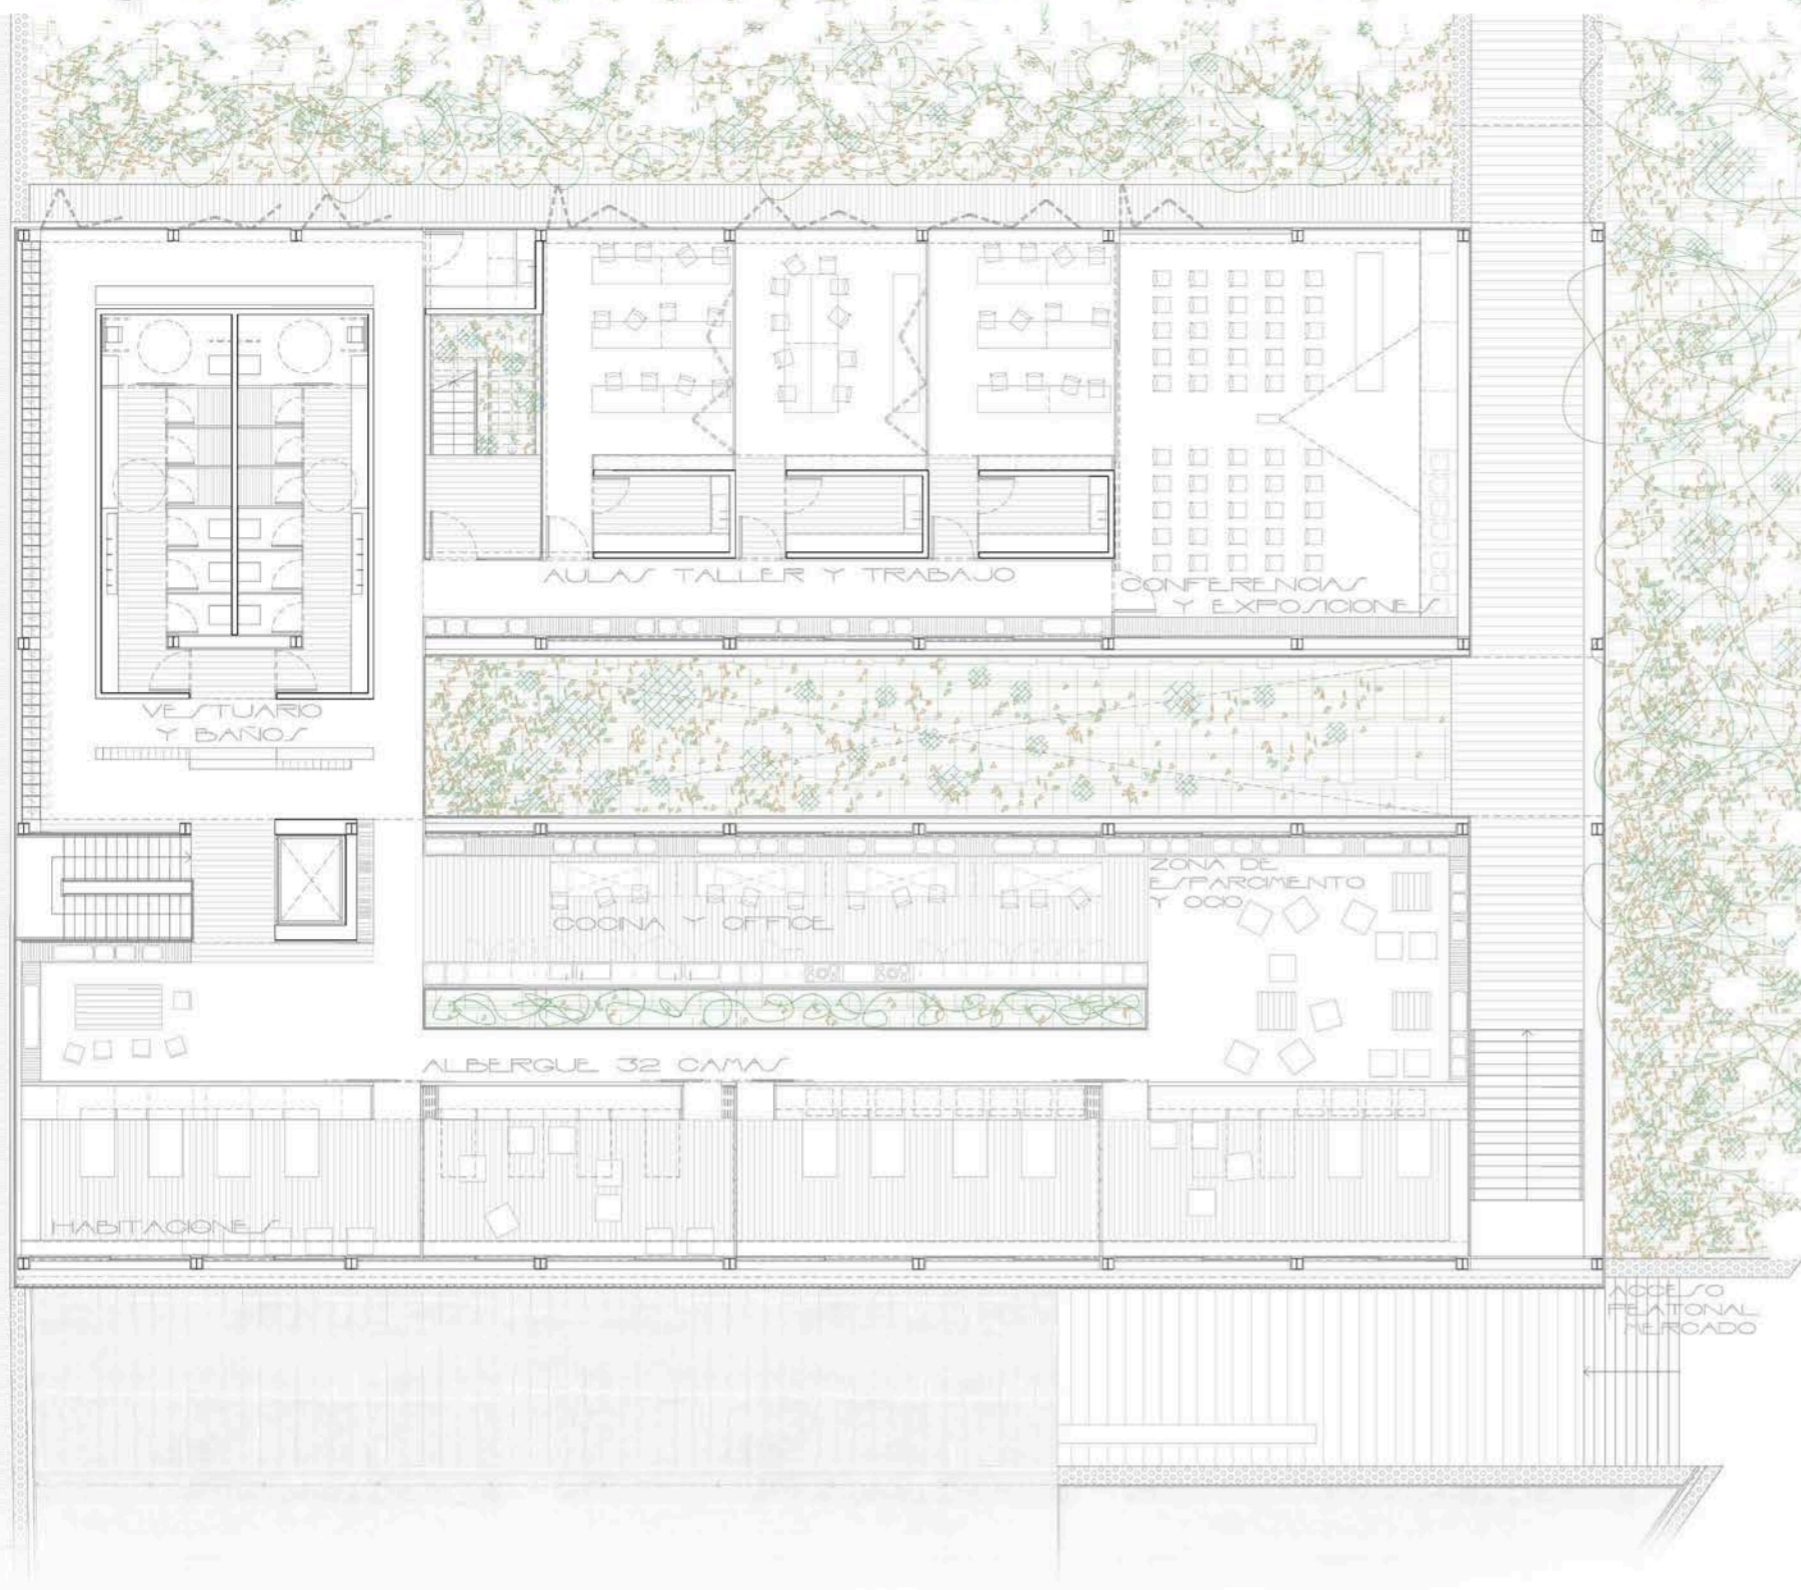 AULAS TALLER Y TRABAJO
CONFERENCIAS
Y EXPOSICIONES
VESTUARIO
Y BAÑOS
ZONA DE
ESPARCIMIENTO
Y OCIO
COCINA Y OFFICE
ALBERGUE 32 CAMAS
HABITACIONES
ACCESO
PEATONAL
MERCADO